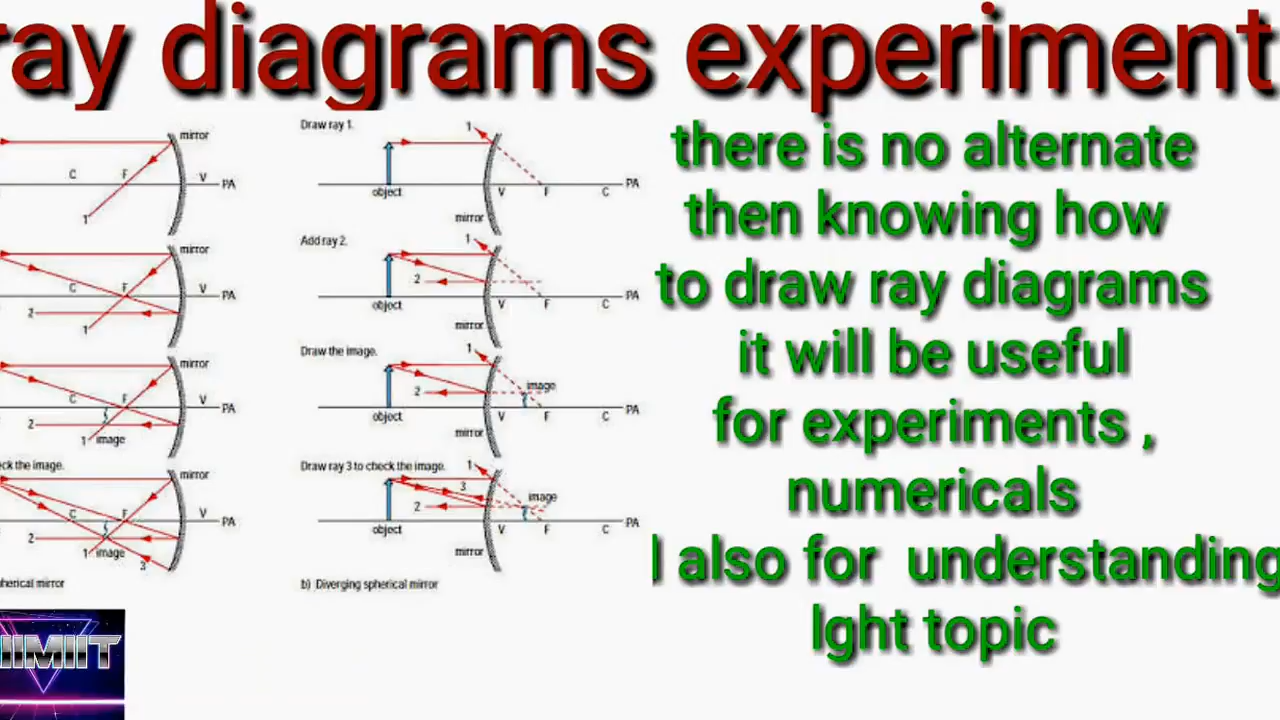 ray diagrams experiment
mirror
C F V PA
1
mirror
C F V PA
2
1
mirror
C F V PA
2
1 image
ck the image.
mirror
C F V PA
2
1 image
3
herical mirror
Draw ray 1.
1
object V F C PA
mirror
Add ray 2.
1
2
object V F C PA
mirror
Draw the image.
1
2 image
object V F C PA
mirror
Draw ray 3 to check the image.
1
3
2 image
object V F C PA
mirror
b) Diverging spherical mirror
there is no alternate
then knowing how
to draw ray diagrams
it will be useful
for experiments ,
numericals
also for understanding
lght topic